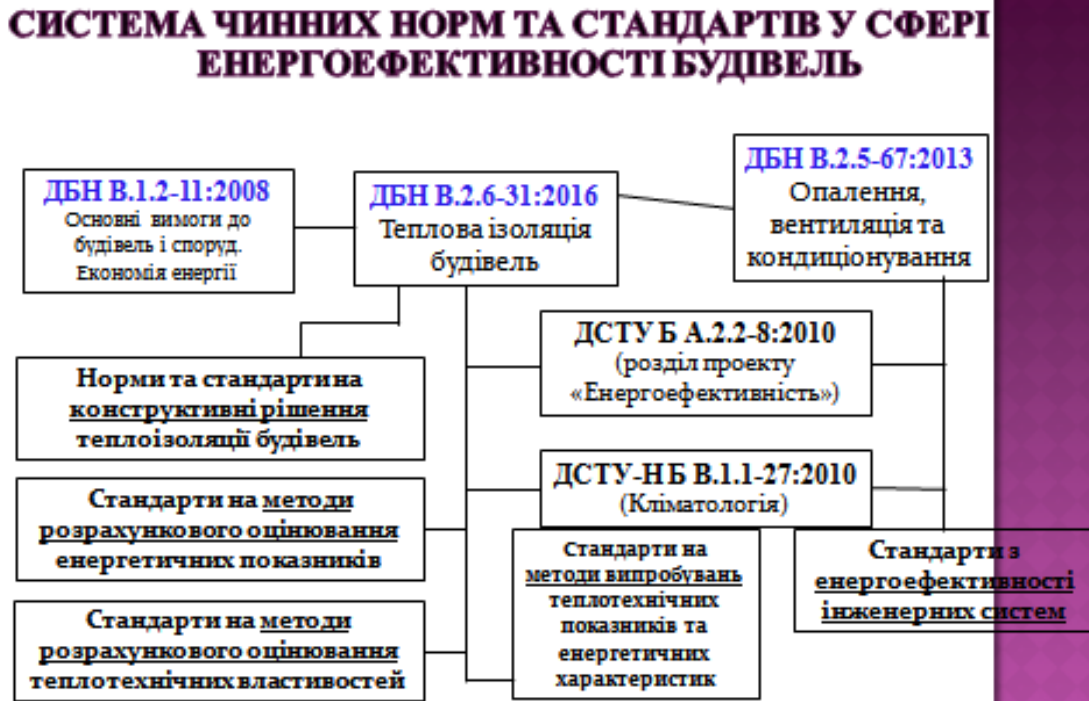 СИСТЕМА ЧИННИХ НОРМ ТА СТАНДАРТІВ У СФЕРІ
ЕНЕРГОЕФЕКТИВНОСТІ БУДІВЕЛЬ
ДБН В.1.2-11:2008
Основні вимоги до
будівель і споруд.
Економія енергії
ДБН В.2.6-31:2016
Теплова ізоляція
будівель
ДБН В.2.5-67:2013
Опалення,
вентиляція та
кондиціонування
ДСТУ Б А.2.2-8:2010
(розділ проекту
«Енергоефективність»)
Норми та стандарти на
конструктивні рішення
теплоізоляції будівель
ДСТУ-Н Б В.1.1-27:2010
(Кліматологія)
Стандарти на методи
розрахункового оцінювання
енергетичних показників
Стандарти на
методи випробувань
теплотехнічних
показників та
енергетичних
характеристик
Стандарти з
енергоефективності
інженерних систем
Стандарти на методи
розрахункового оцінювання
теплотехнічних властивостей